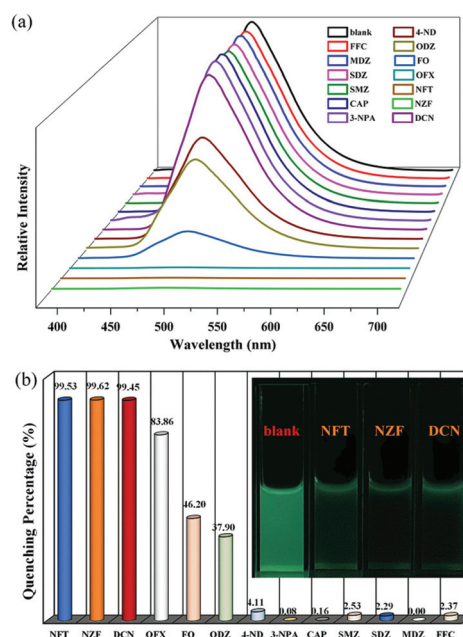 (a)
blank
FFC
MDZ
SDZ
SMZ
CAP
3-NPA
4-ND
ODZ
FO
OFX
NFT
NZF
DCN
Relative Intensity
400 450 500 550 600 650 700
Wavelength (nm)
(b)
Quenching Percentage (%)
99.53 99.62 99.45 83.86 46.20 37.90 4.11 0.08 0.16 2.53 2.29 0.00 2.37
blank NFT NZF DCN
NFT NZF DCN OFX FO ODZ 4-ND 3-NPA CAP SMZ SDZ MDZ FFC